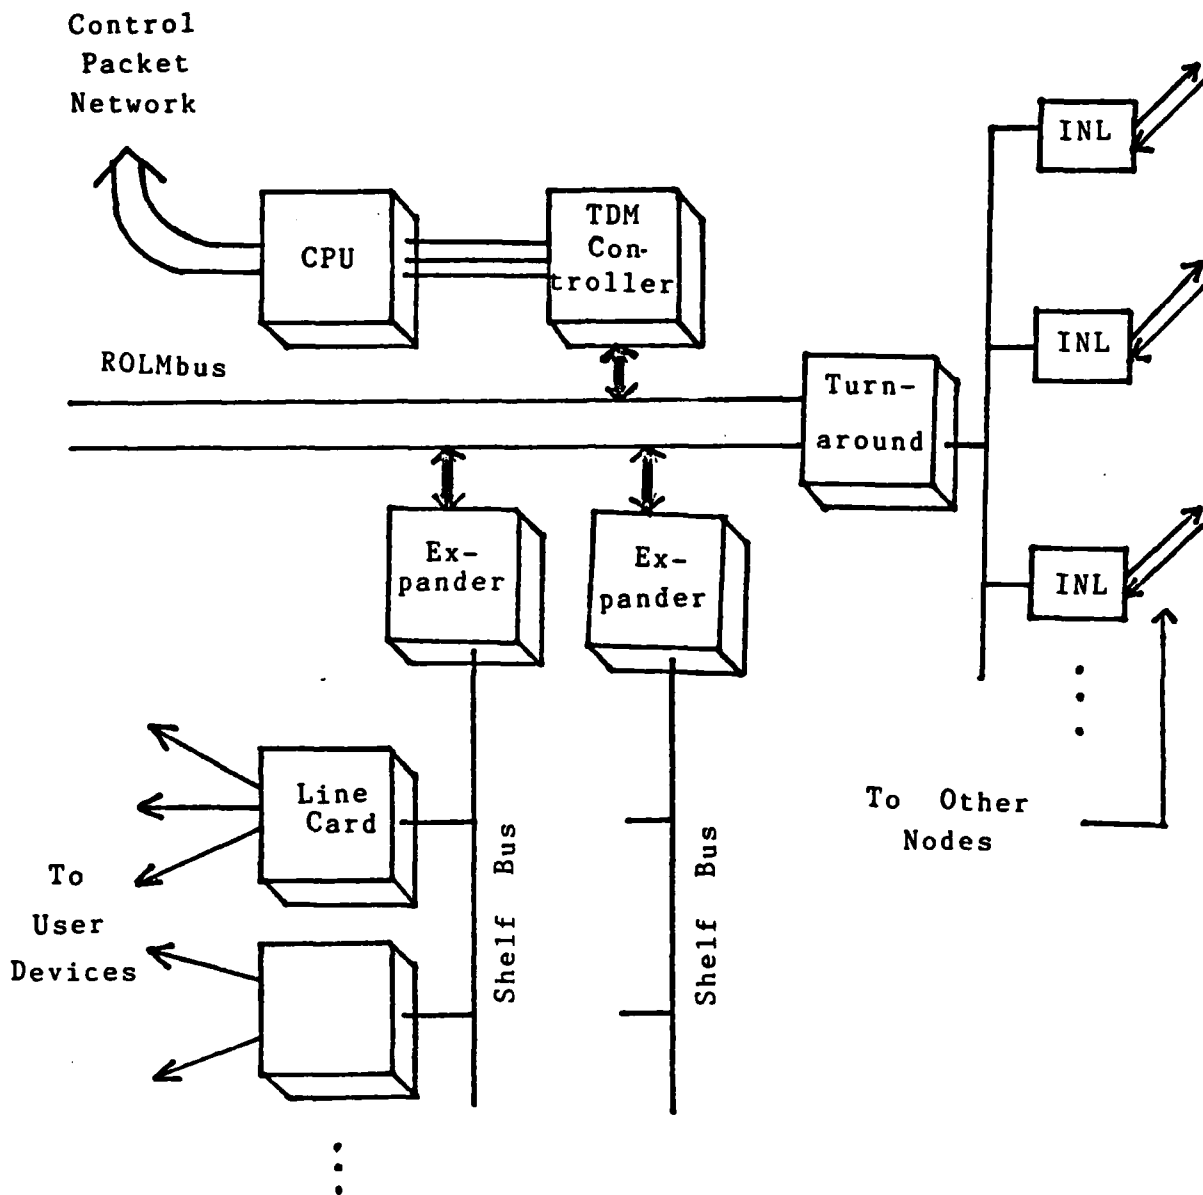 Control
Packet
Network
CPU
TDM
Con-
troller
INL
INL
ROLMbus
Turn-
around
Ex-
pander
Ex-
pander
INL
To Other
Nodes
Line
Card
Shelf Bus
Shelf Bus
To
User
Devices